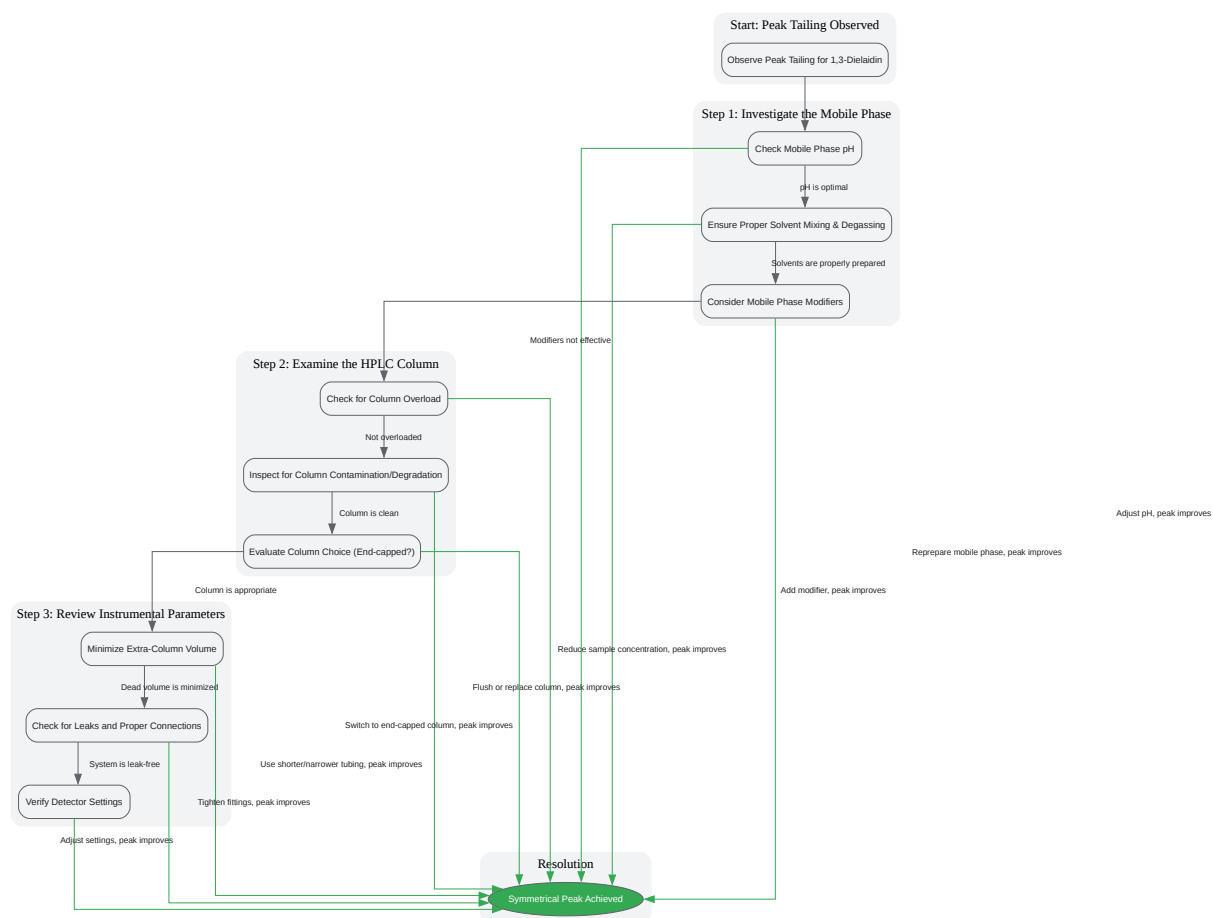 Start: Peak Tailing Observed
Observe Peak Tailing for 1,3-Dielaidin
Step 1: Investigate the Mobile Phase
Check Mobile Phase pH
pH is optimal
Ensure Proper Solvent Mixing & Degassing
Solvents are properly prepared
Consider Mobile Phase Modifiers
Modifiers not effective
Step 2: Examine the HPLC Column
Check for Column Overload
Not overloaded
Inspect for Column Contamination/Degradation
Column is clean
Adjust pH, peak improves
Evaluate Column Choice (End-capped?)
Reprepare mobile phase, peak improves
Column is appropriate
Add modifier, peak improves
Step 3: Review Instrumental Parameters
Minimize Extra-Column Volume
Reduce sample concentration, peak improves
Dead volume is minimized
Flush or replace column, peak improves
Check for Leaks and Proper Connections
Switch to end-capped column, peak improves
System is leak-free
Use shorter/narrower tubing, peak improves
Verify Detector Settings
Tighten fittings, peak improves
Adjust settings, peak improves
Resolution
Symmetrical Peak Achieved